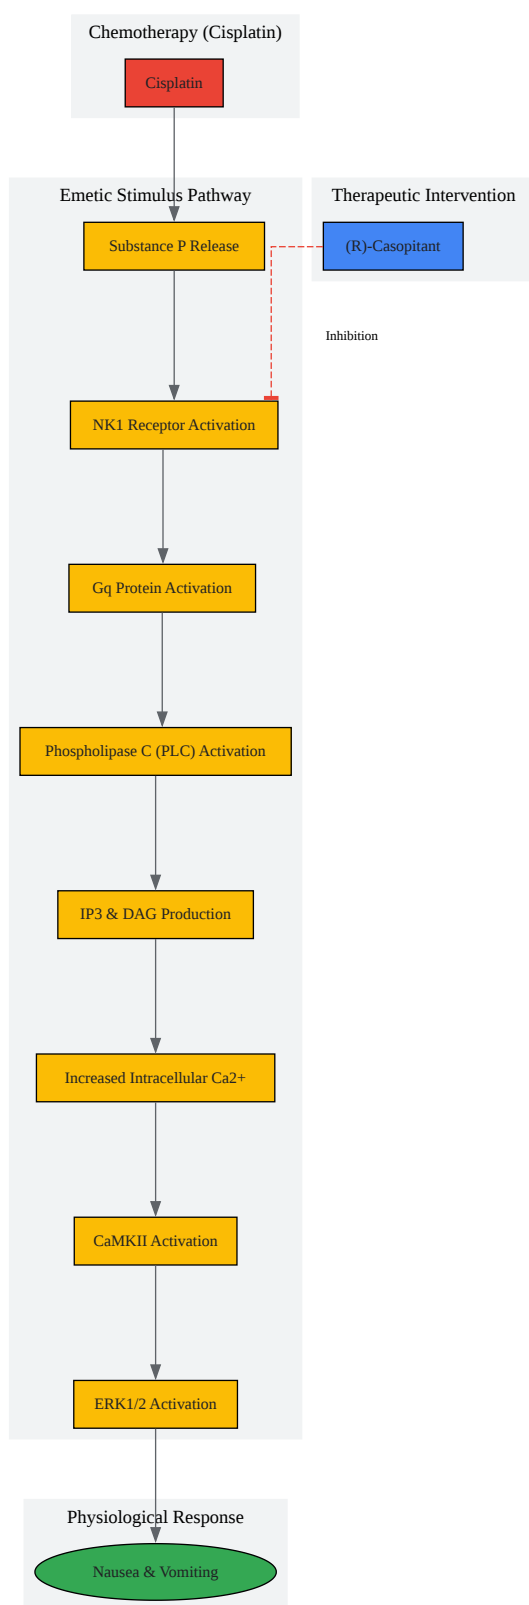 Chemotherapy (Cisplatin)
Cisplatin
Emetic Stimulus Pathway
Therapeutic Intervention
Substance P Release
(R)-Casopitant
Inhibition
NK1 Receptor Activation
Gq Protein Activation
Phospholipase C (PLC) Activation
IP3 & DAG Production
Increased Intracellular Ca2+
CaMKII Activation
ERK1/2 Activation
Physiological Response
Nausea & Vomiting